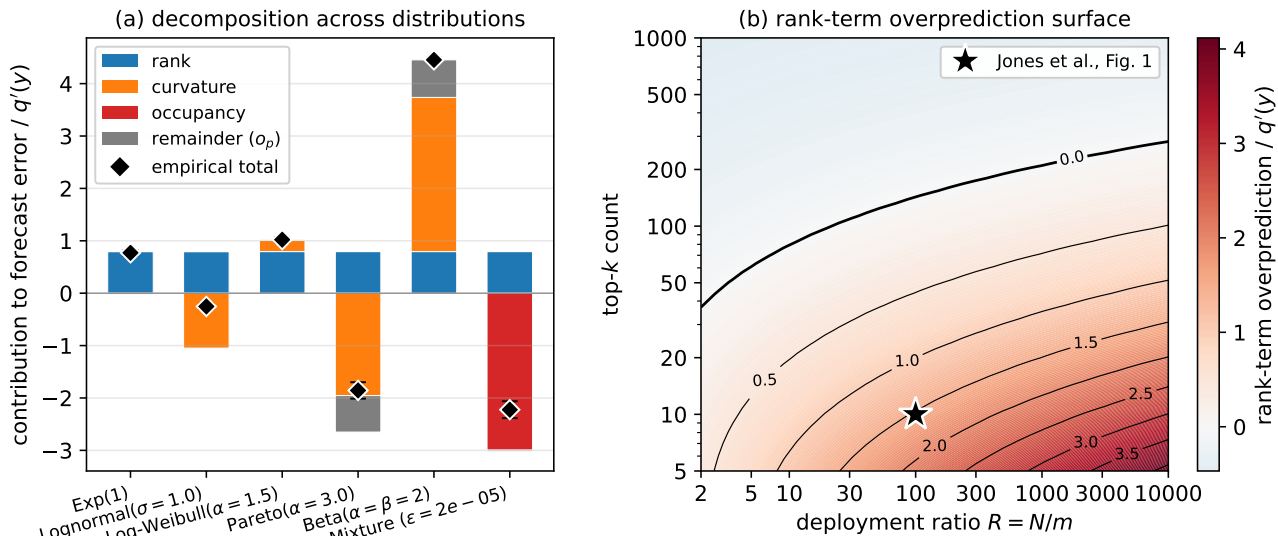 (a) decomposition across distributions
contribution to forecast error / q′(y)
4
3
2
1
0
−1
−2
−3
rank
curvature
occupancy
remainder (oₚ)
empirical total
Exp(1)
Lognormal(σ = 1.0)
Log-Weibull(α = 1.5)
Pareto(α = 3.0)
Beta(α = β = 2)
Mixture (ε = 2e − 05)
(b) rank-term overprediction surface
top-k count
1000
500
200
100
50
20
10
5
Jones et al., Fig. 1
0.0
0.5
1.0
1.5
2.0
2.5
3.0
3.5
2 5 10 30 100 300 1000 3000 10000
deployment ratio R = N/m
4
3
2
1
0
rank-term overprediction / q′(y)